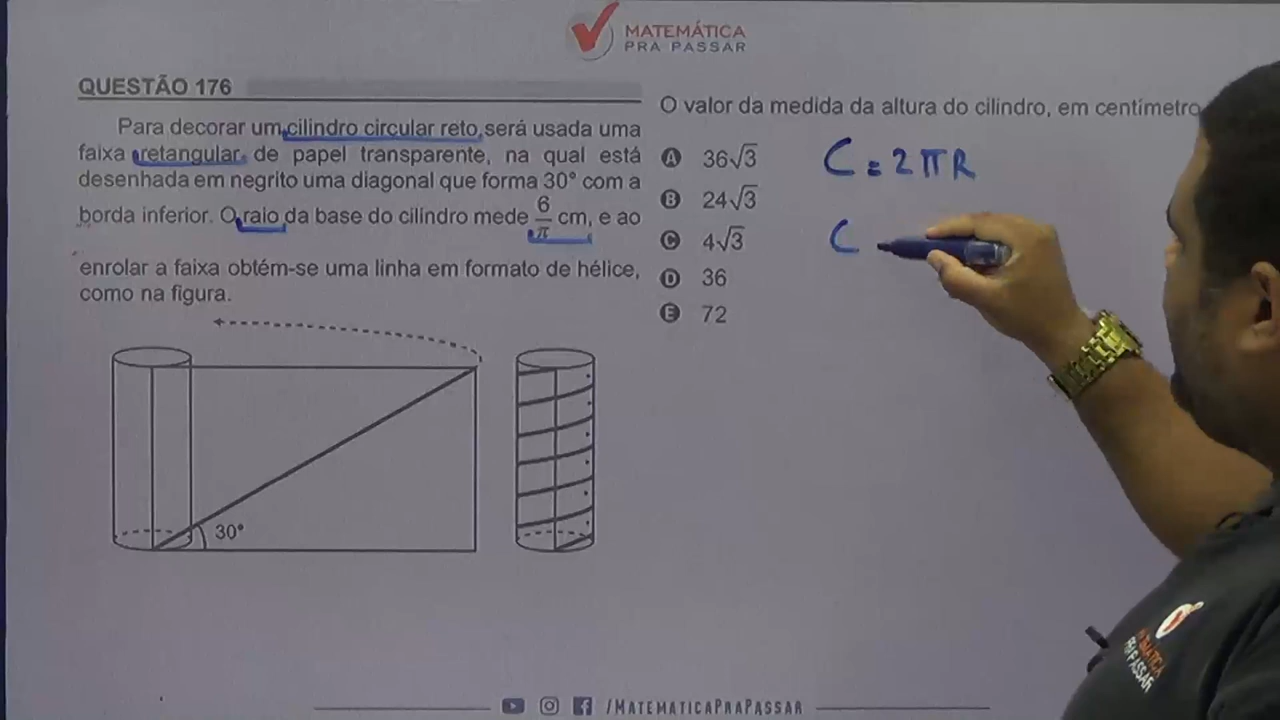 MATEMÁTICA
PRA PASSAR
QUESTÃO 176
Para decorar um cilindro circular reto será usada uma
faixa retangular de papel transparente, na qual está
desenhada em negrito uma diagonal que forma 30° com a
borda inferior. O raio da base do cilindro mede 6/π cm, e ao
enrolar a faixa obtém-se uma linha em formato de hélice,
como na figura.
30°
O valor da medida da altura do cilindro, em centímetro
A 36√3
B 24√3
C 4√3
D 36
E 72
C = 2πR
C
MATEMÁTICA
PRA PASSAR
/MATEMATICAPRAPASSAR